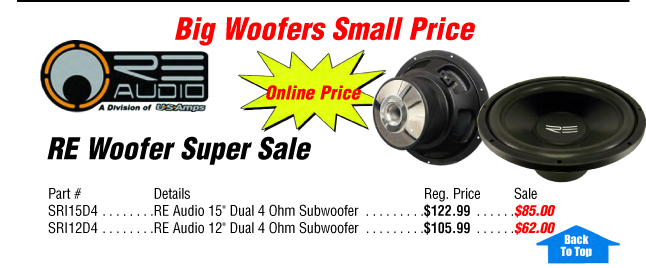 Big Woofers Small Price
RE
AUDIO
A Division of US Amps
Online Price
RE
RE Woofer Super Sale
Part # Details Reg. Price Sale
SRI15D4 . . . . . . . .RE Audio 15" Dual 4 Ohm Subwoofer . . . . . . . . .$122.99 . . . . . .$85.00
SRI12D4 . . . . . . . .RE Audio 12" Dual 4 Ohm Subwoofer . . . . . . . . .$105.99 . . . . . .$62.00
Back
To Top